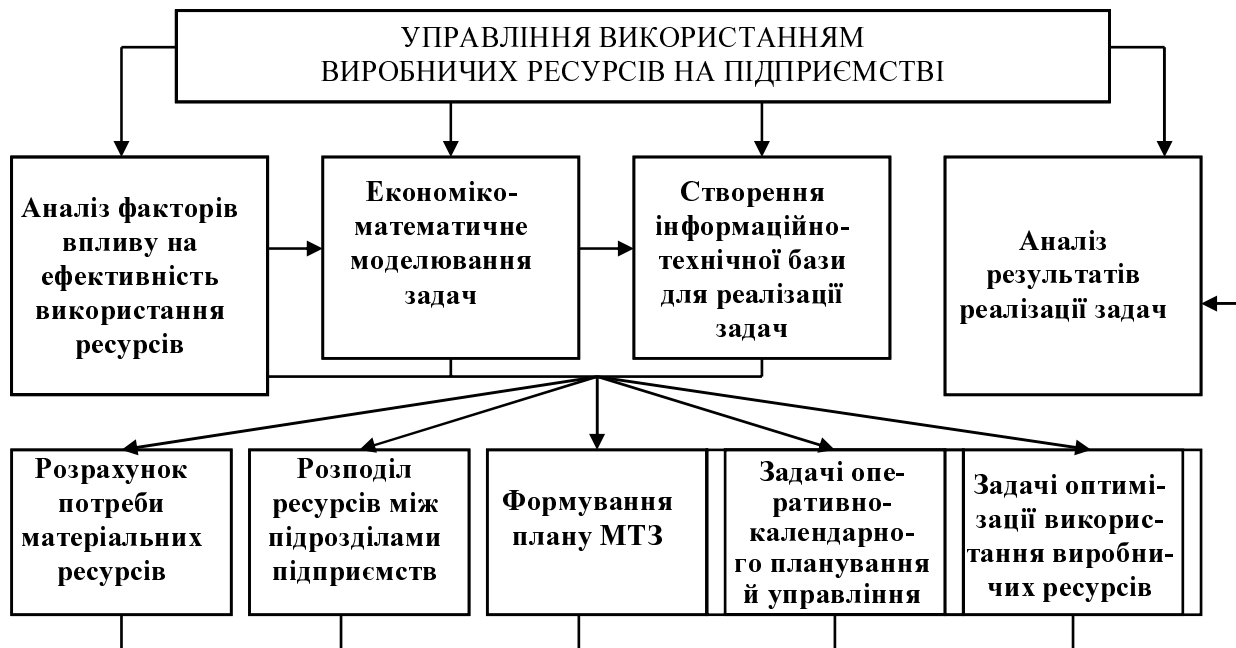 УПРАВЛІННЯ ВИКОРИСТАННЯМ
ВИРОБНИЧИХ РЕСУРСІВ НА ПІДПРИЄМСТВІ
Аналіз факторів
впливу на
ефективність
використання
ресурсів
Економіко-
математичне
моделювання
задач
Створення
інформаційно-
технічної бази
для реалізації
задач
Аналіз
результатів
реалізації задач
Розрахунок
потреби
матеріальних
ресурсів
Розподіл
ресурсів між
підрозділами
підприємств
Формування
плану МТЗ
Задачі опе-
ративно-
календарно-
го планування
й управління
Задачі оптимі-
зації викорис-
тання виробни-
чих ресурсів